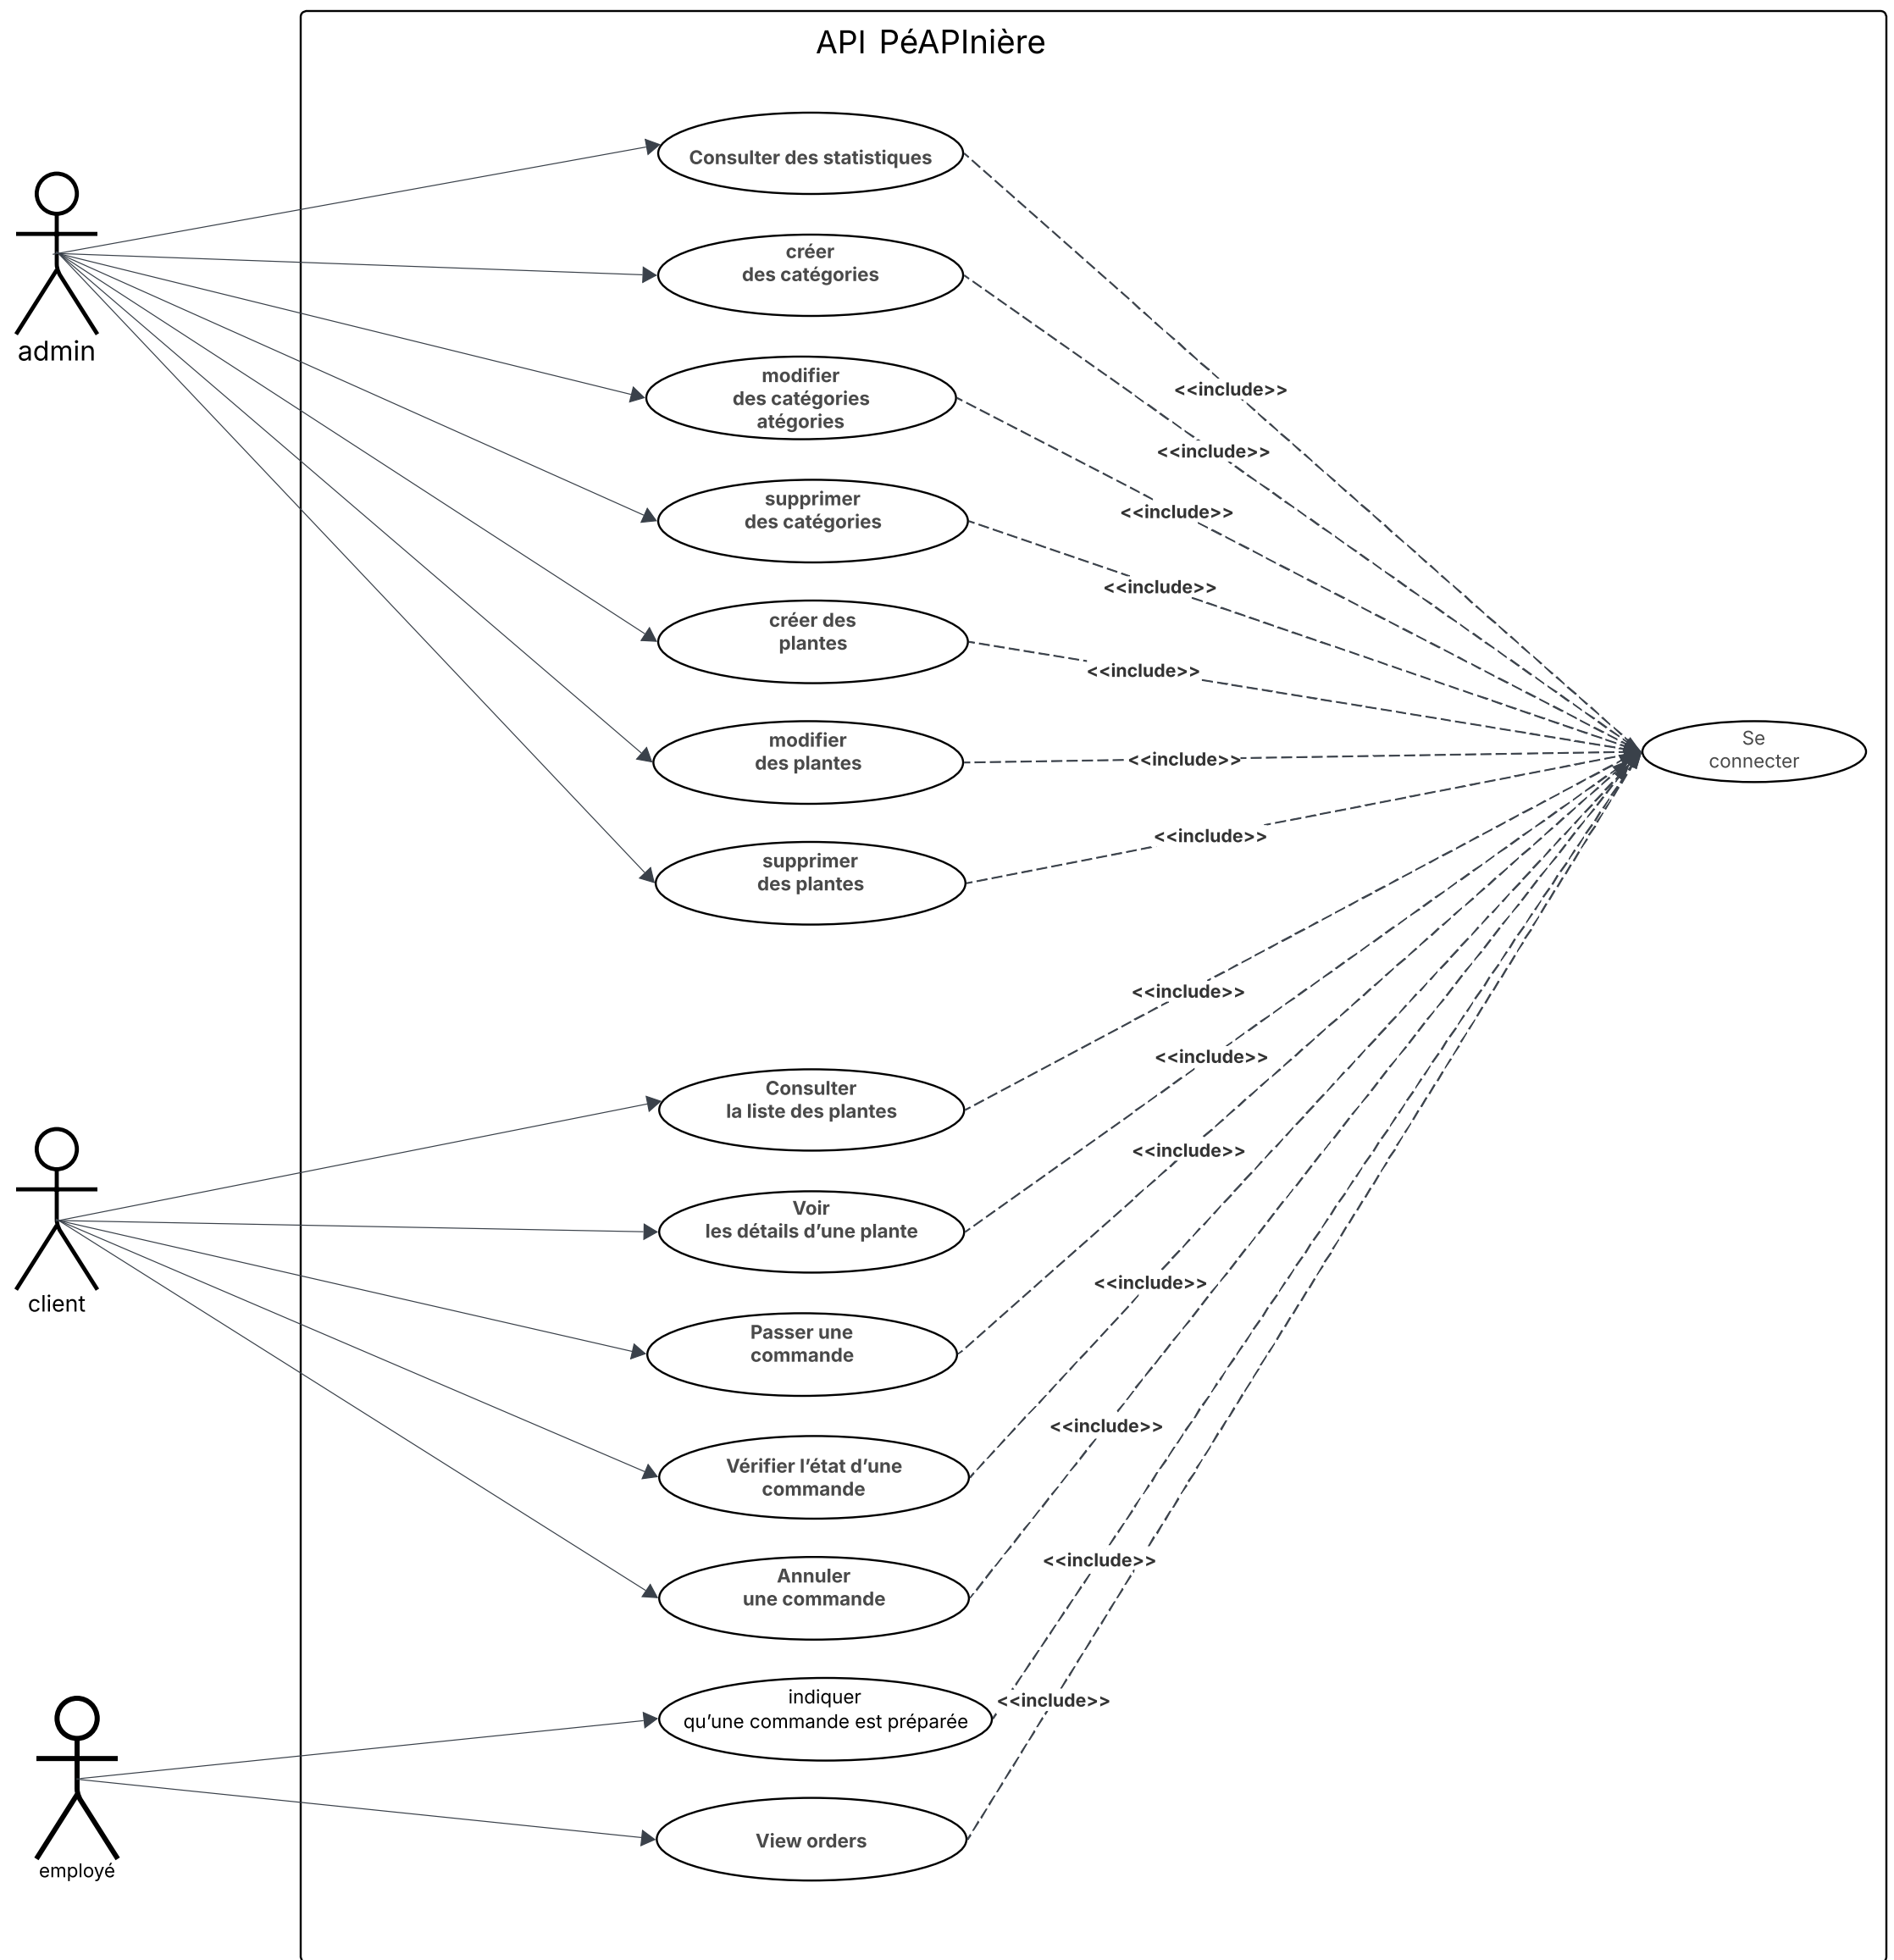 API PéAPInière
Consulter des statistiques
admin
créer
des catégories
modifier
des catégories
atégories
<<include>>
<<include>>
supprimer
des catégories
<<include>>
<<include>>
créer des
plantes
<<include>>
modifier
des plantes
<<include>>
Se
connecter
supprimer
des plantes
<<include>>
<<include>>
Consulter
la liste des plantes
<<include>>
<<include>>
client
Voir
les détails d’une plante
<<include>>
Passer une
commande
<<include>>
Vérifier l’état d’une
commande
<<include>>
Annuler
une commande
<<include>>
indiquer
qu’une commande est préparée
employé
View orders